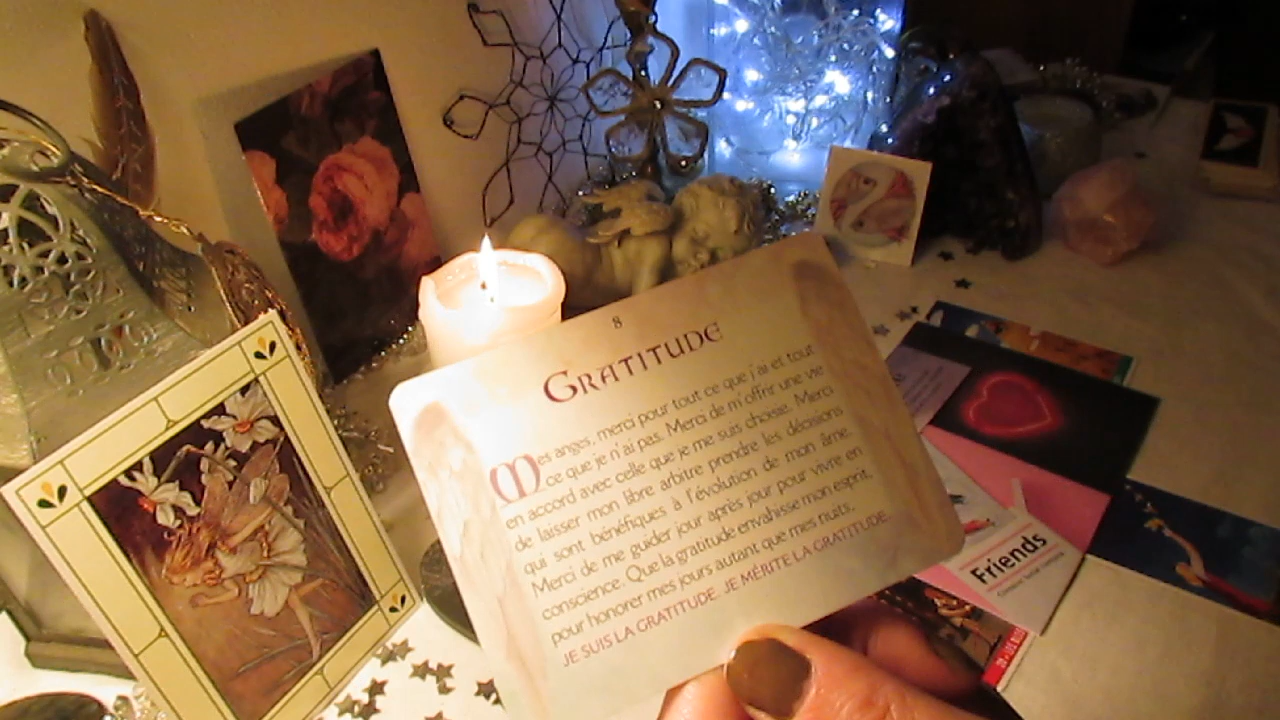 8
GRATITUDE
Mes anges, merci pour tout ce que j'ai et tout
ce que je n'ai pas. Merci de m'offrir une vie
en accord avec celle que je me suis choisie. Merci
de laisser mon libre arbitre prendre les décisions
qui sont bénéfiques à l'évolution de mon âme.
Merci de me guider jour après jour pour vivre en
conscience. Que la gratitude envahisse mon esprit,
pour honorer mes jours autant que mes nuits.
JE SUIS LA GRATITUDE. JE MÉRITE LA GRATITUDE.
Friends